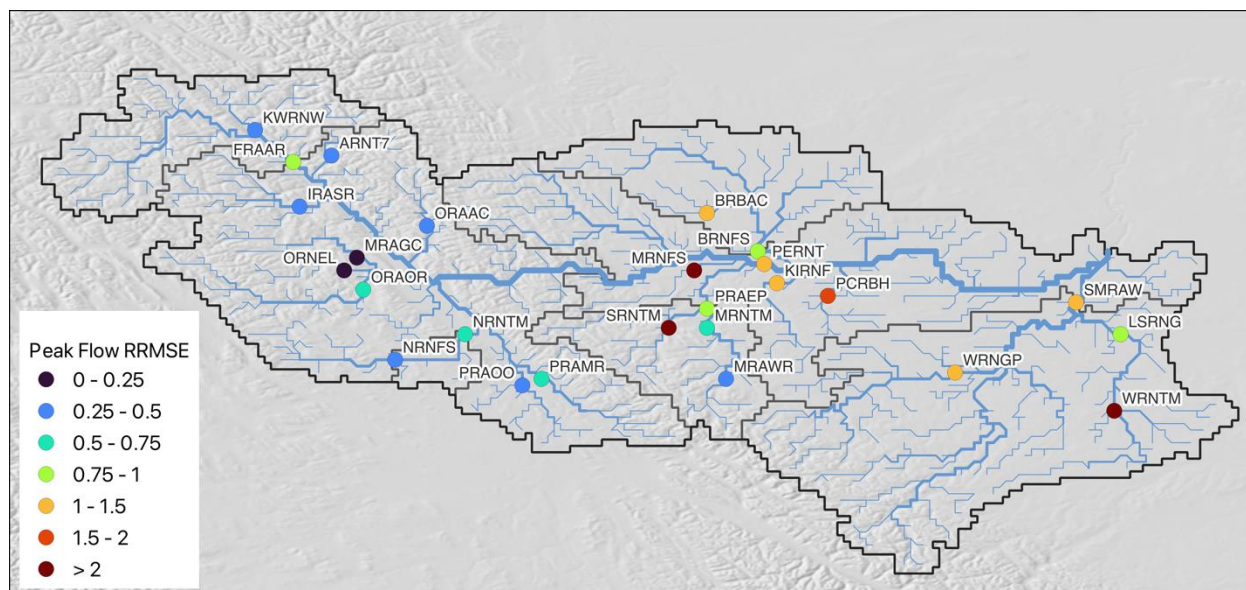 KWRNW
ARNT7
FRAAR
IRASR
ORAAC
BRBAC
MRAGC
BRNFS
ORNEL
PERNT
MRNFS
KIRNF
ORAOR
PCRBH
SMRAW
PRAEP
SRNTM
MRNTM
LSRNG
NRNTM
Peak Flow RRMSE
0 - 0.25
0.25 - 0.5
0.5 - 0.75
0.75 - 1
1 - 1.5
1.5 - 2
> 2
NRNFS
PRAOO
PRAMR
MRAWR
WRNGP
WRNTM